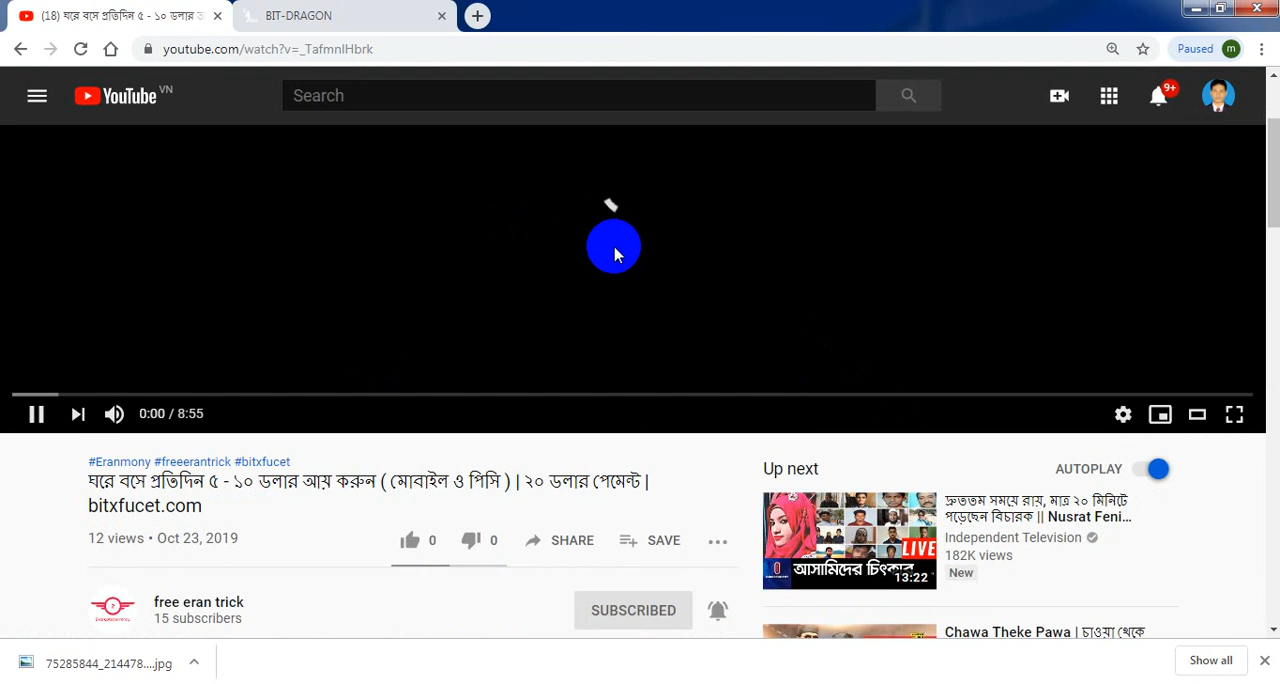 (18) ঘরে বসে প্রতিদিন ৫ - ১০ ডলার
BIT-DRAGON
youtube.com/watch?v=_TafmnlHbrk
Paused
m
YouTube VN
Search
9+
0:00 / 8:55
#Eranmony #freeerantrick #bitxfucet
ঘরে বসে প্রতিদিন ৫ - ১০ ডলার আয় করুন ( মোবাইল ও পিসি ) | ২০ ডলার পেমেন্ট |
bitxfucet.com
12 views • Oct 23, 2019
0
0
SHARE
SAVE
free eran trick
15 subscribers
SUBSCRIBED
Up next
AUTOPLAY
দ্রুততম সময়ে রায়, মাত্র ২০ মিনিটে
পড়েছেন বিচারক || Nusrat Feni...
Independent Television
182K views
New
LIVE
আসামিদের চিৎকার
13:22
Chawa Theke Pawa | চাওয়া থেকে
75285844_214478....jpg
Show all